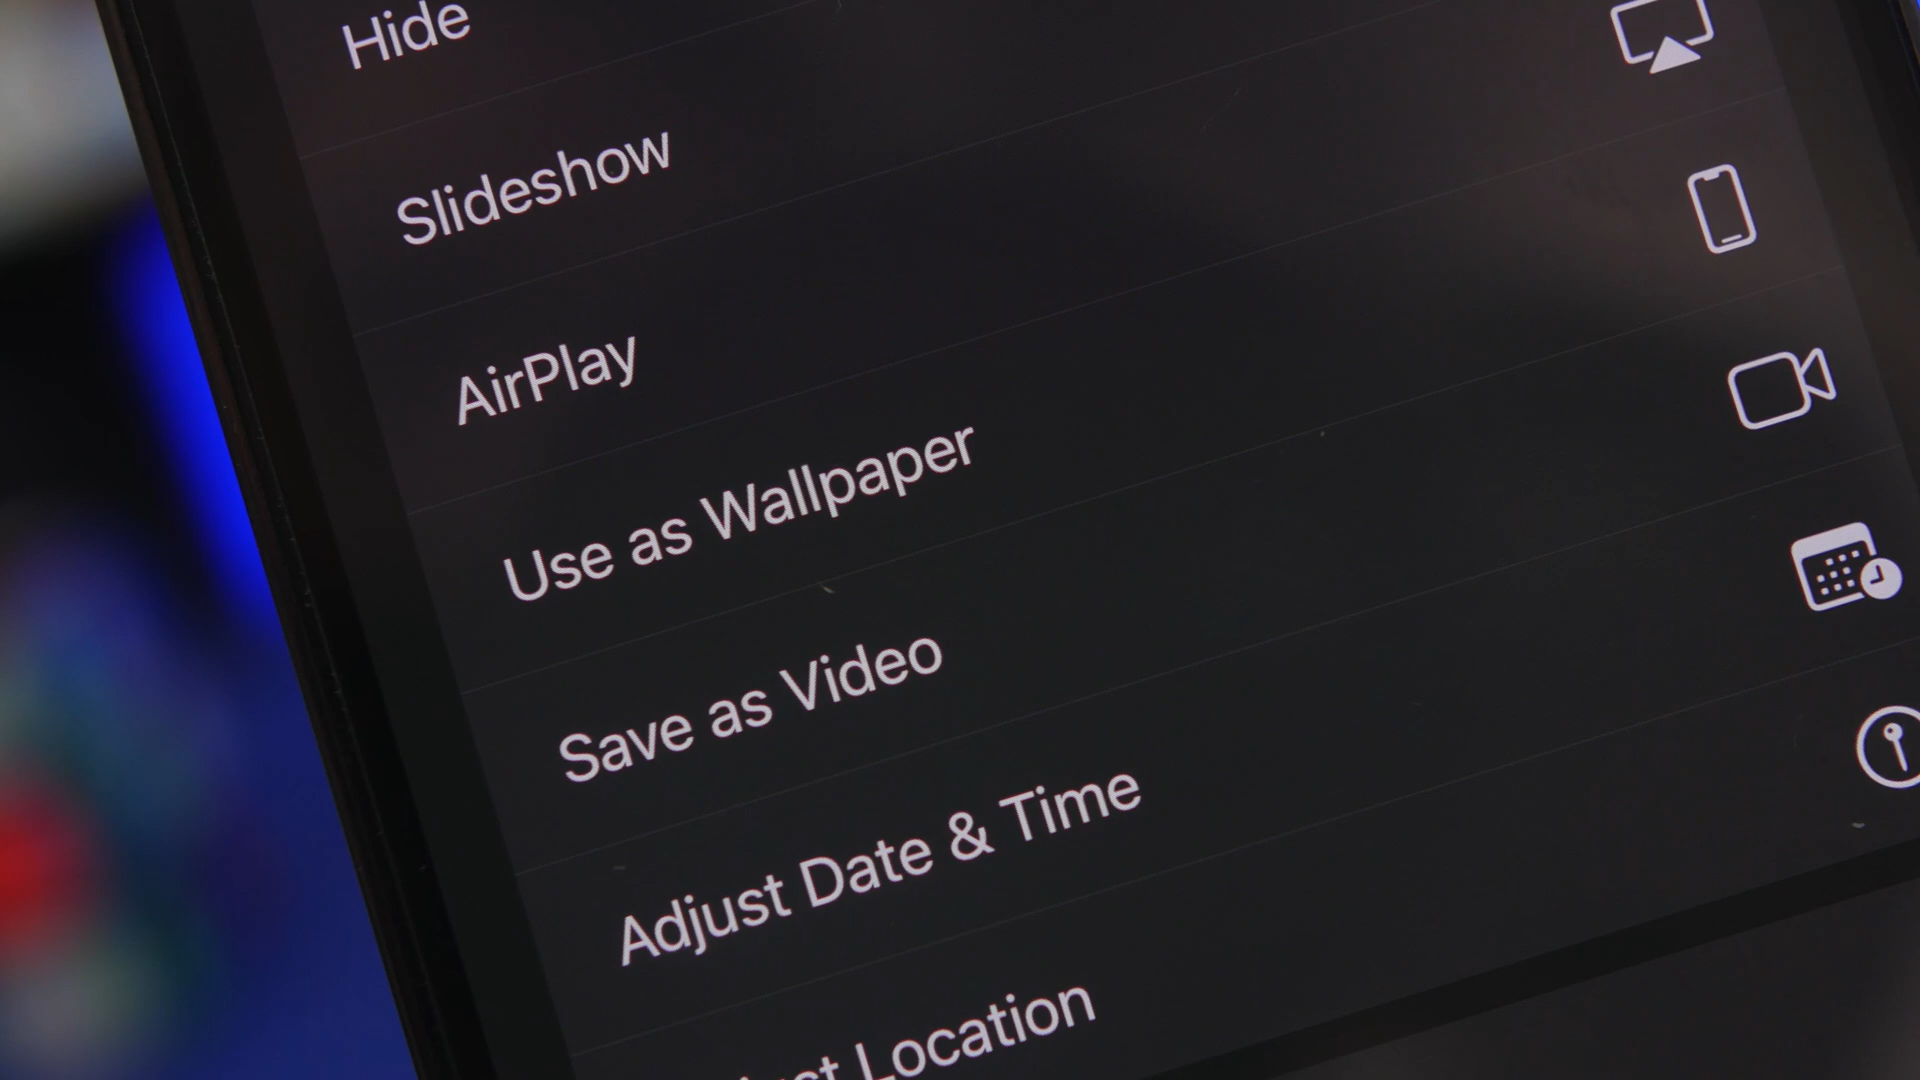 Hide
Slideshow
AirPlay
Use as Wallpaper
Save as Video
Adjust Date & Time
Location